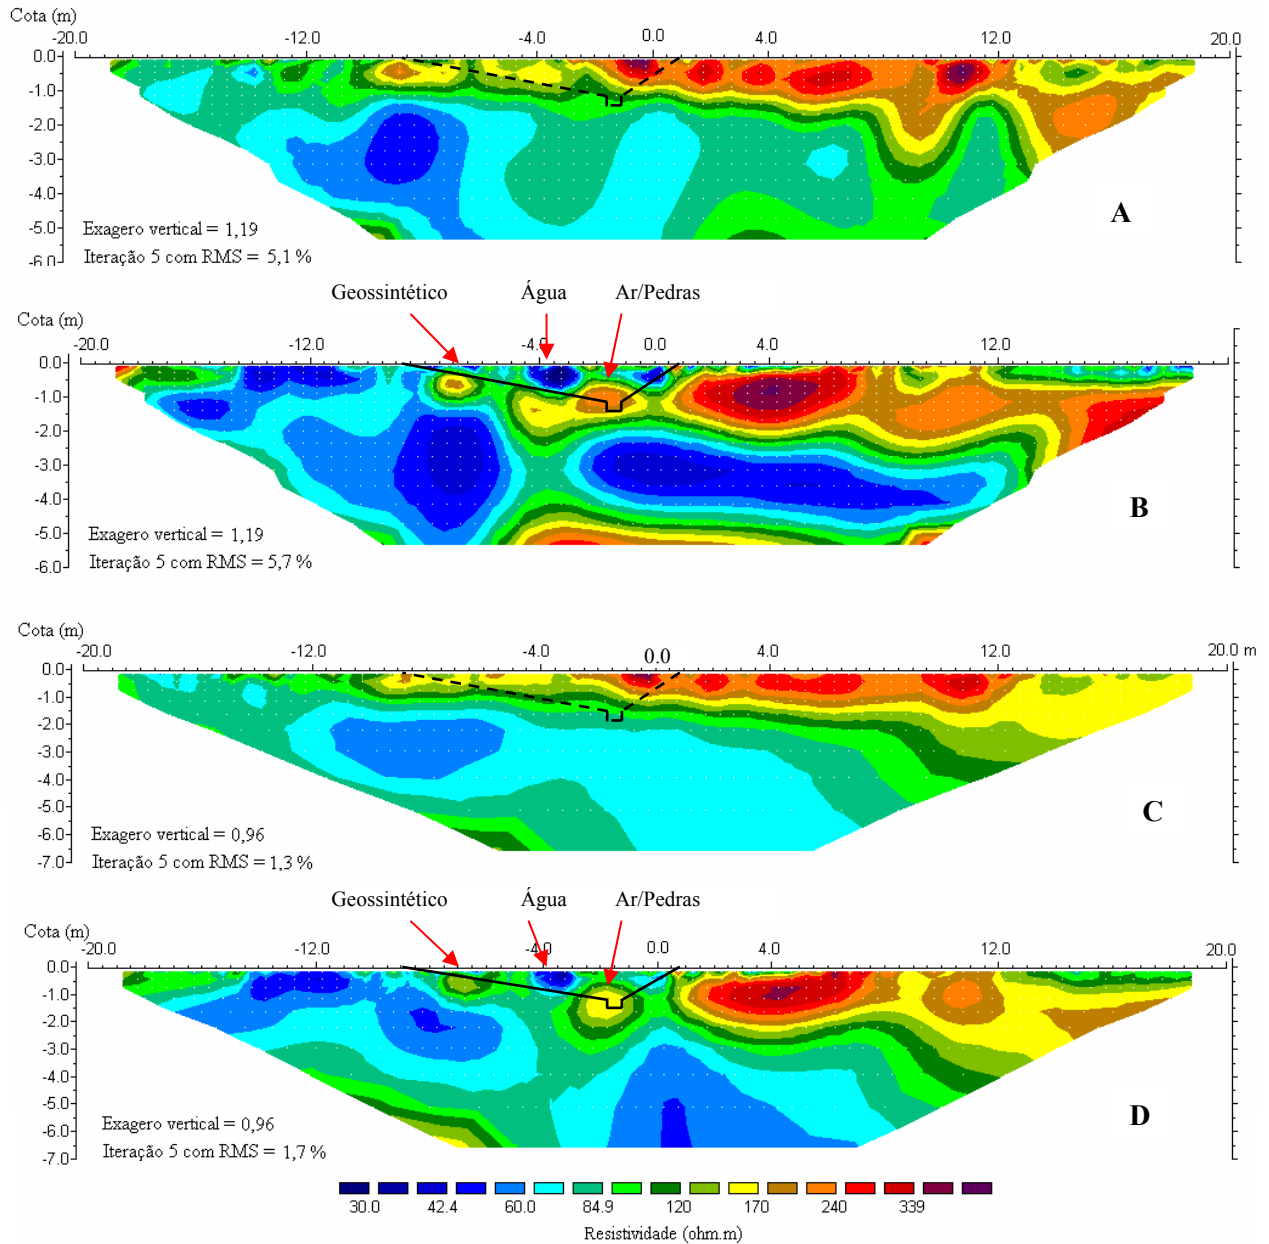 Cota (m)
-20.0 -12.0 -4.0 0.0 4.0 12.0 20.0
0.0
-1.0
-2.0
-3.0
-4.0
-5.0
-6.0
A
Exagero vertical = 1,19
Iteração 5 com RMS = 5,1 %
Geossintético Água Ar/Pedras
Cota (m)
-20.0 -12.0 -4.0 0.0 4.0 12.0 20.0
0.0
-1.0
-2.0
-3.0
-4.0
-5.0
-6.0
B
Exagero vertical = 1,19
Iteração 5 com RMS = 5,7 %
Cota (m)
-20.0 -12.0 -4.0 0.0 4.0 12.0 20.0 m
0.0
-1.0
-2.0
-3.0
-4.0
-5.0
-6.0
-7.0
C
Exagero vertical = 0,96
Iteração 5 com RMS = 1,3 %
Geossintético Água Ar/Pedras
Cota (m)
-20.0 -12.0 -4.0 0.0 4.0 12.0 20.0
0.0
-1.0
-2.0
-3.0
-4.0
-5.0
-6.0
-7.0
D
Exagero vertical = 0,96
Iteração 5 com RMS = 1,7 %
30.0 42.4 60.0 84.9 120 170 240 339
Resistividade (ohm.m)